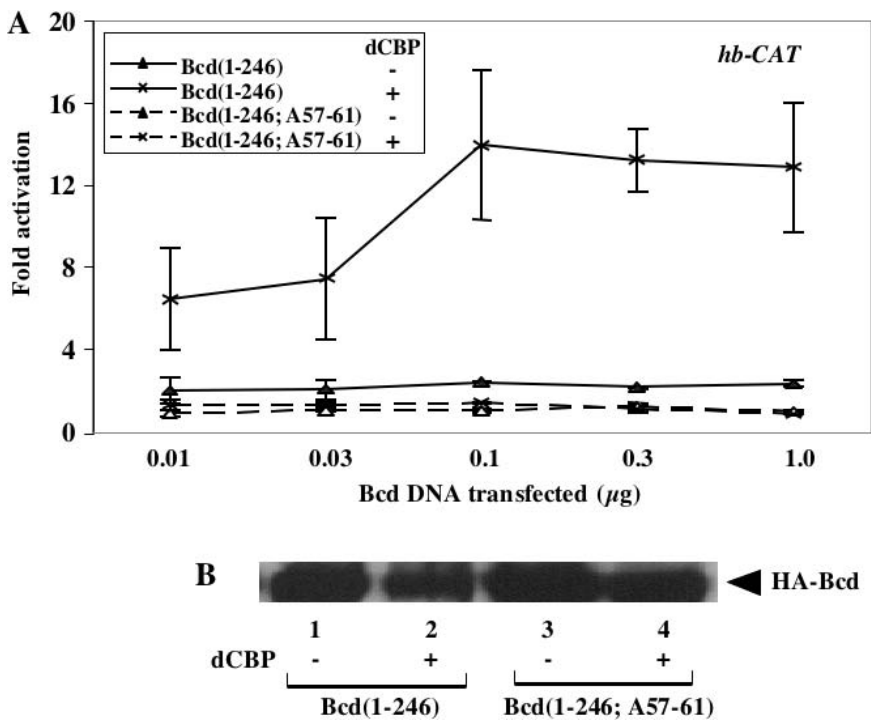 A
20
16
12
8
4
0
Fold activation
dCBP
Bcd(1-246) -
Bcd(1-246) +
Bcd(1-246; A57-61) -
Bcd(1-246; A57-61) +
hb-CAT
0.01 0.03 0.1 0.3 1.0
Bcd DNA transfected (µg)
B
HA-Bcd
1 2 3 4
dCBP - + - +
Bcd(1-246) Bcd(1-246; A57-61)